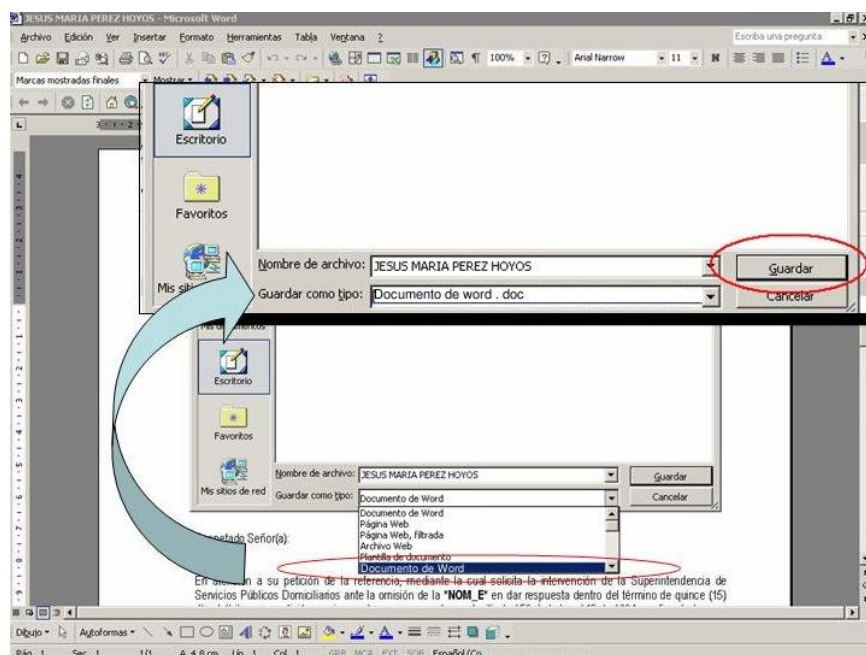 JESUS MARIA PEREZ HOYOS - Microsoft Word
Archivo Edición Ver Insertar Formato Herramientas Tabla Ventana ? Escriba una pregunta
100% Arial Narrow 11 N
Marcas mostradas finales Mostrar
Escritorio
Favoritos
Mis
Nombre de archivo: JESUS MARIA PEREZ HOYOS Guardar
Guardar como tipo: Documento de word . doc Cancelar
Mis documentos
Escritorio
Favoritos
Mis sitios de red
Nombre de archivo: JESUS MARIA PEREZ HOYOS Guardar
Guardar como tipo: Documento de Word Cancelar
Documento de Word
Página Web
Página Web, filtrada
Archivo Web
Plantilla de documento
Documento de Word
Señor(a):
En atención a su petición de la referencia, mediante la cual solicita la intervención de la Superintendencia de
Servicios Públicos Domiciliarios ante la omisión de la "NOM_E" en dar respuesta dentro del término de quince (15)
Dibujo Autoformas
Pág. 1 Sec. 1 1/1 A 4,8 cm Lín. 1 Col. 1 GRB MCA EXT SOB Español (Co